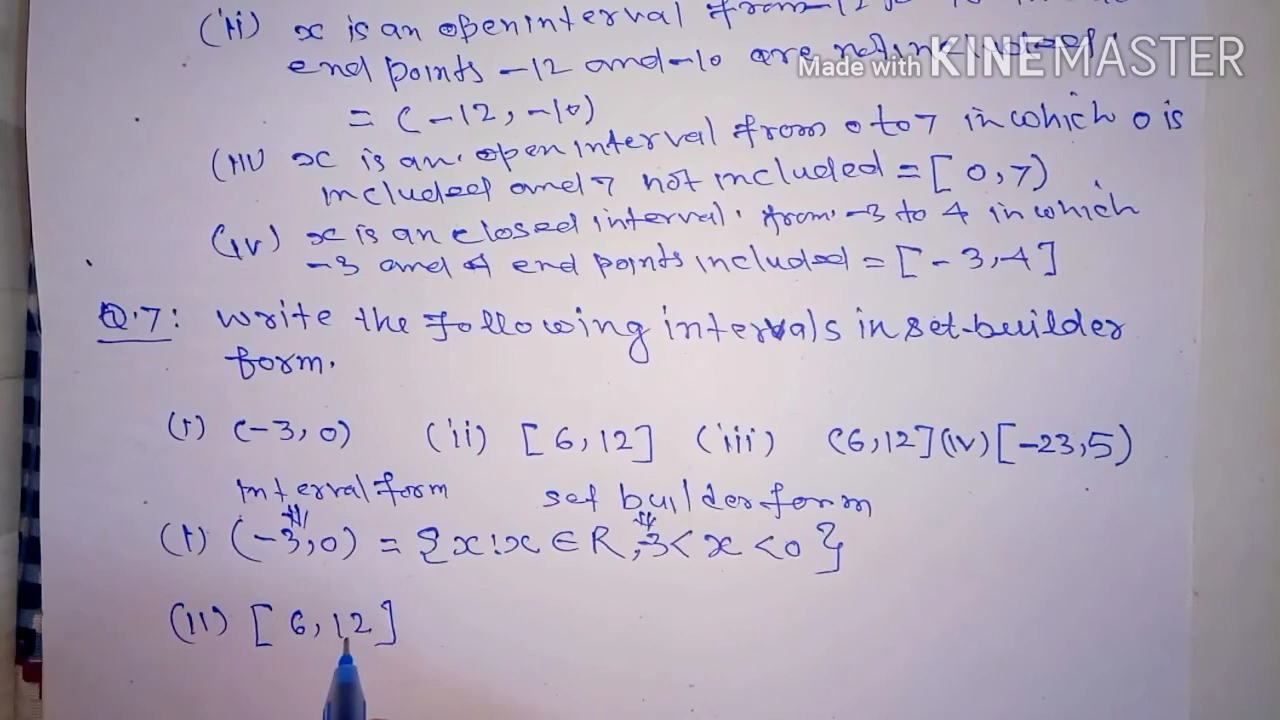 (ii) x is an open interval from -12
end points -12 and -10 are not included.
Made with KINEMASTER
= (-12, -10)
(iii) x is an open interval from 0 to 7 in which 0 is
included and 7 not included = [0,7)
(iv) x is an closed interval from -3 to 4 in which
-3 and 4 end points included = [-3,4]
Q.7: Write the following intervals in set-builder
form.
(i) (-3,0) (ii) [6,12] (iii) (6,12] (iv) [-23,5)
Interval form set builder form
(i) (-3,0) = {x:x ∈ R, -3 < x < 0}
(ii) [6,12]